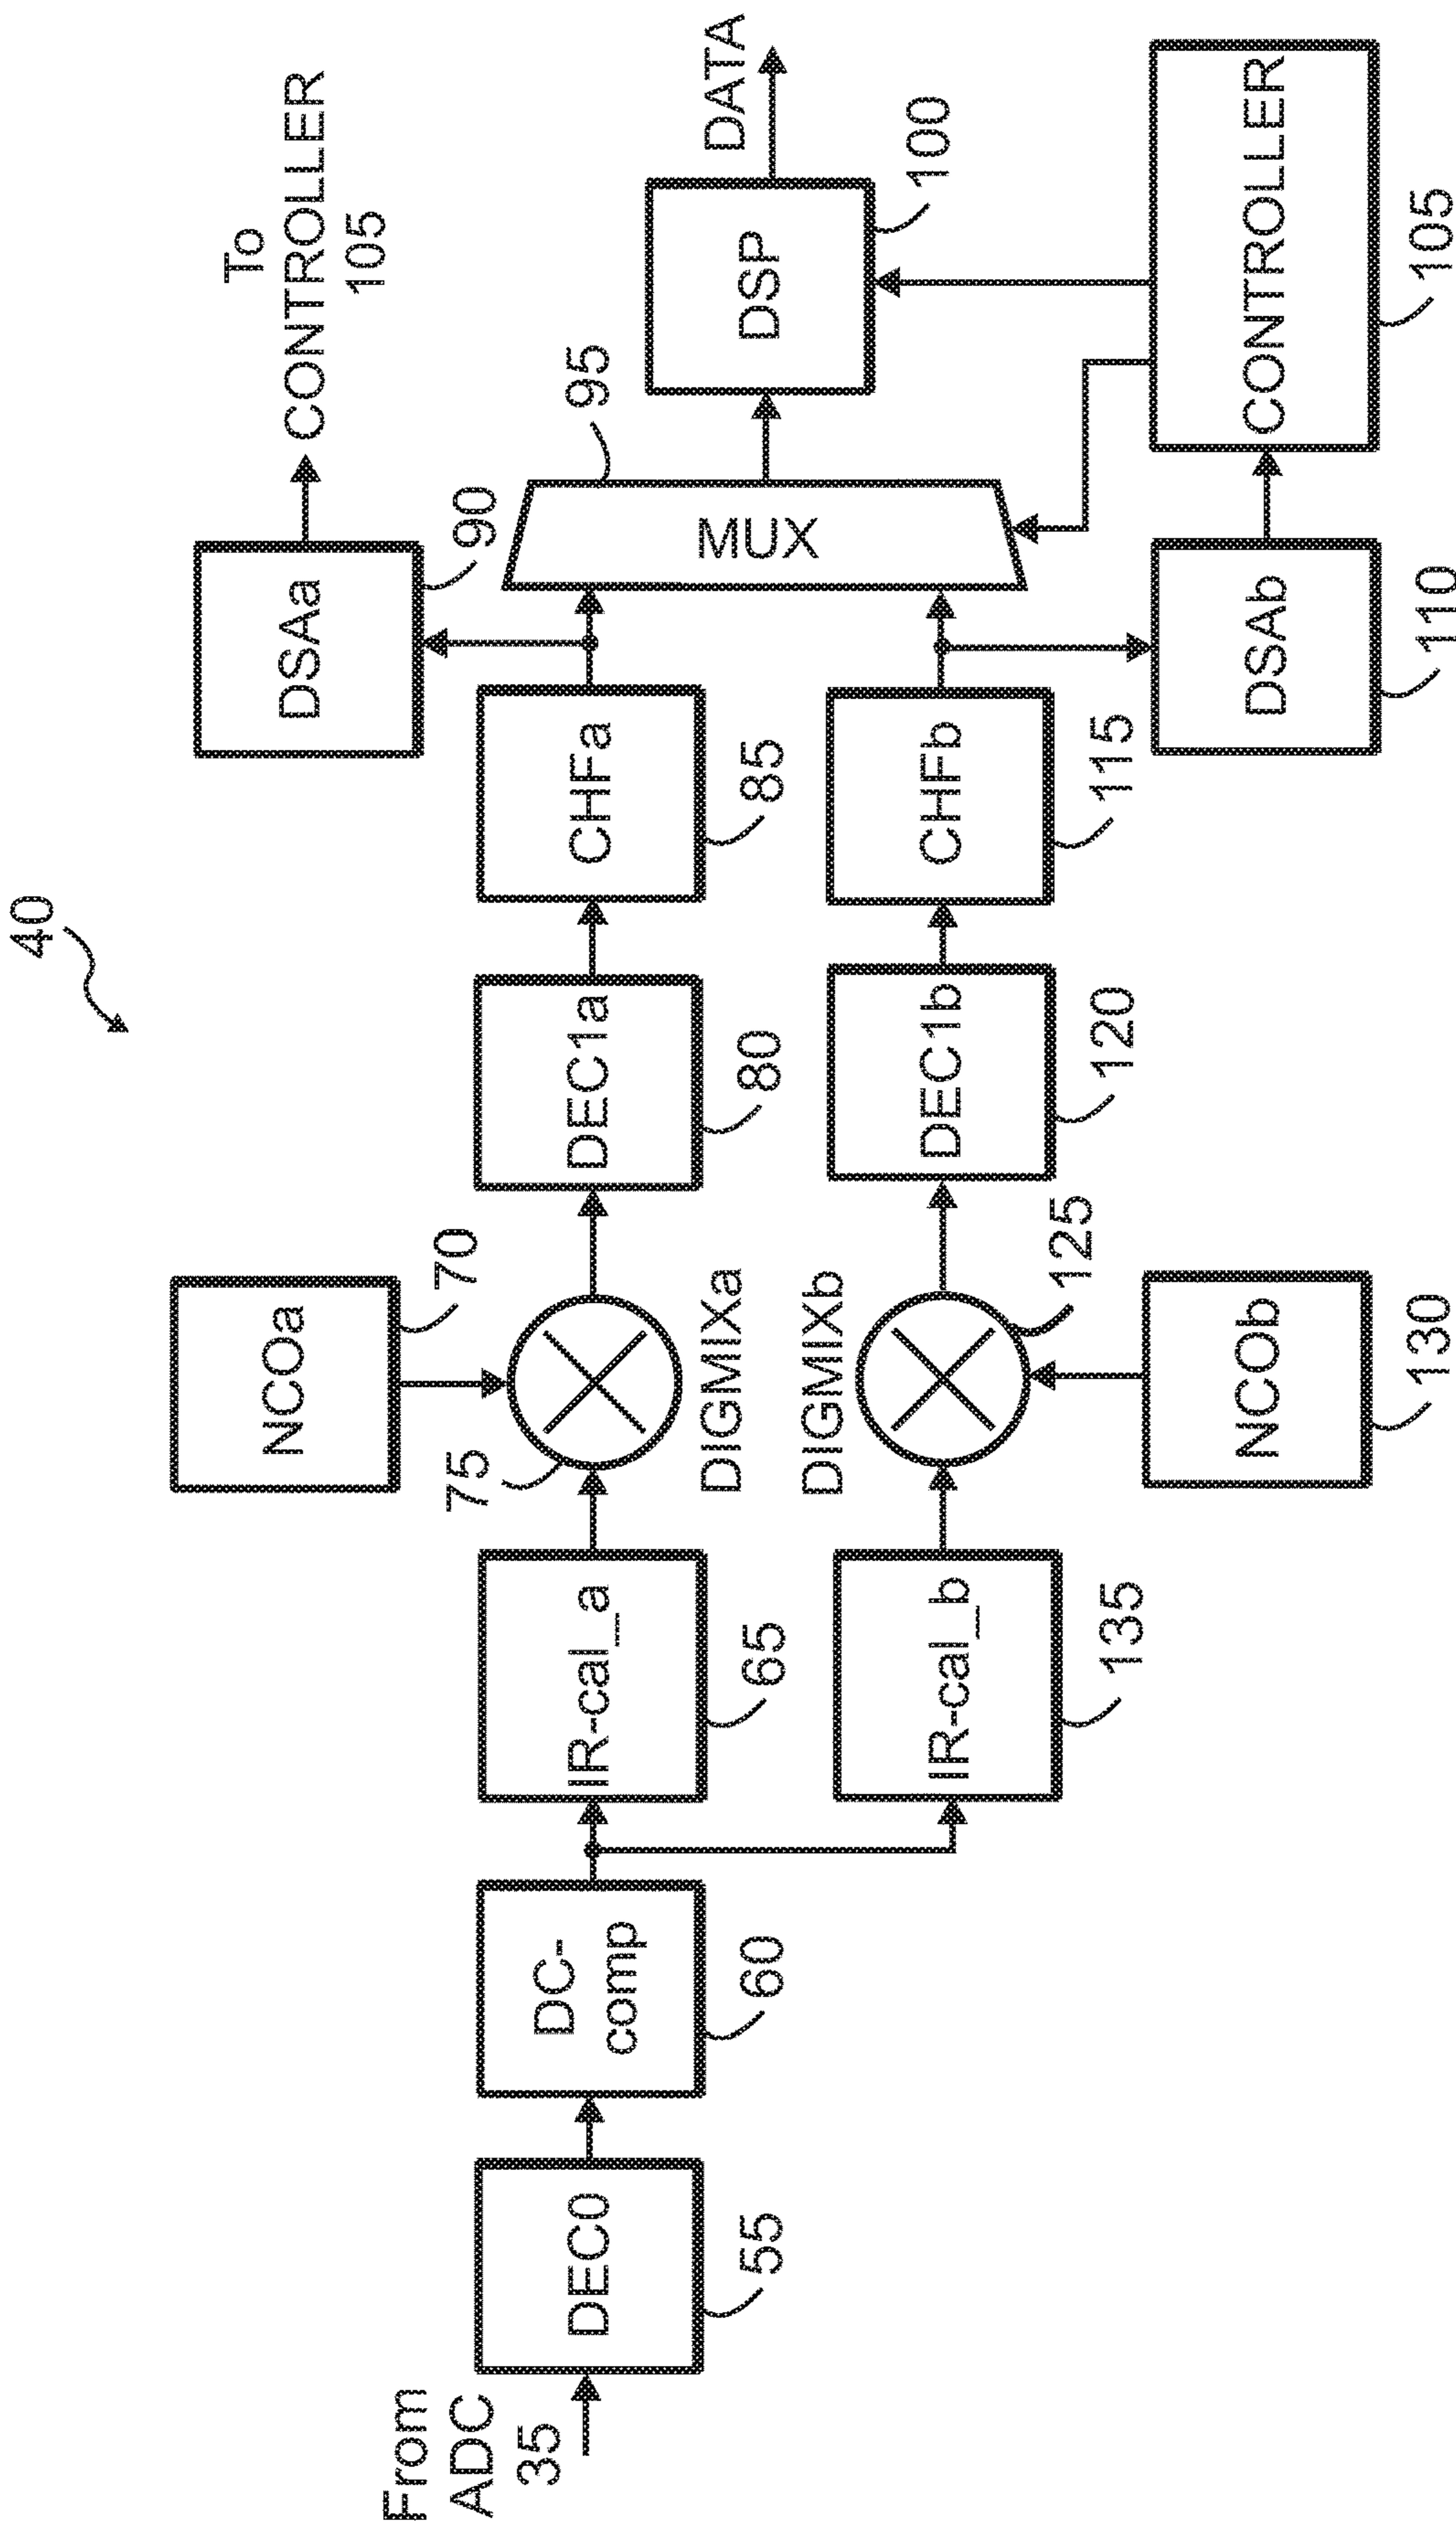 40
To
CONTROLLER
105
DSAa
90
NCOa
70
75
95
DATA
From
ADC
35
DEC0
55
DC-
comp
60
IR-cal_a
65
DIGMIXa
DEC1a
80
CHFa
85
MUX
DSP
100
IR-cal_b
135
DIGMIXb
125
DEC1b
120
CHFb
115
NCOb
130
DSAb
110
CONTROLLER
105